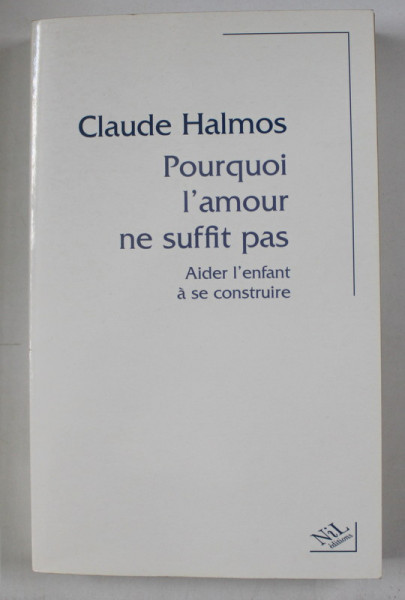 Claude Halmos
Pourquoi
l'amour
ne suffit pas
Aider l'enfant
à se construire
NiL
éditions